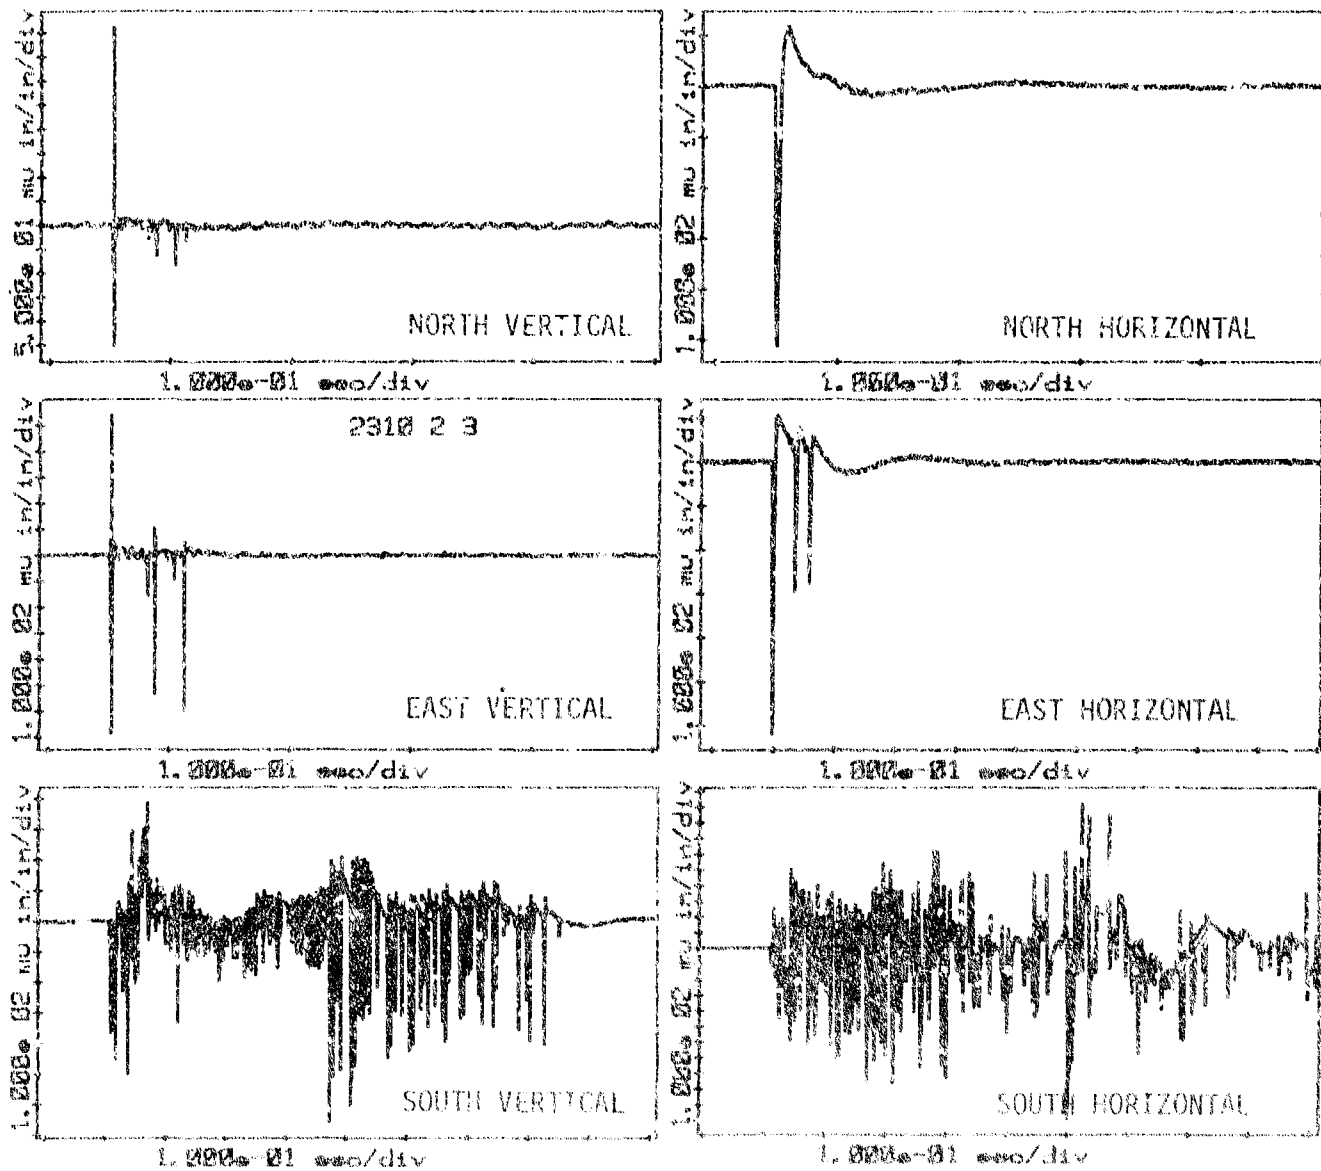 5.000e 01 mu in/in/div
NORTH VERTICAL
1.000e-01 sec/div
1.000e 02 mu in/in/div
NORTH HORIZONTAL
1.000e-01 sec/div
1.000e 02 mu in/in/div
2310 2 3
EAST VERTICAL
1.000e-01 sec/div
1.000e 02 mu in/in/div
EAST HORIZONTAL
1.000e-01 sec/div
1.000e 02 mu in/in/div
SOUTH VERTICAL
1.000e-01 sec/div
1.000e 02 mu in/in/div
SOUTH HORIZONTAL
1.000e-01 sec/div